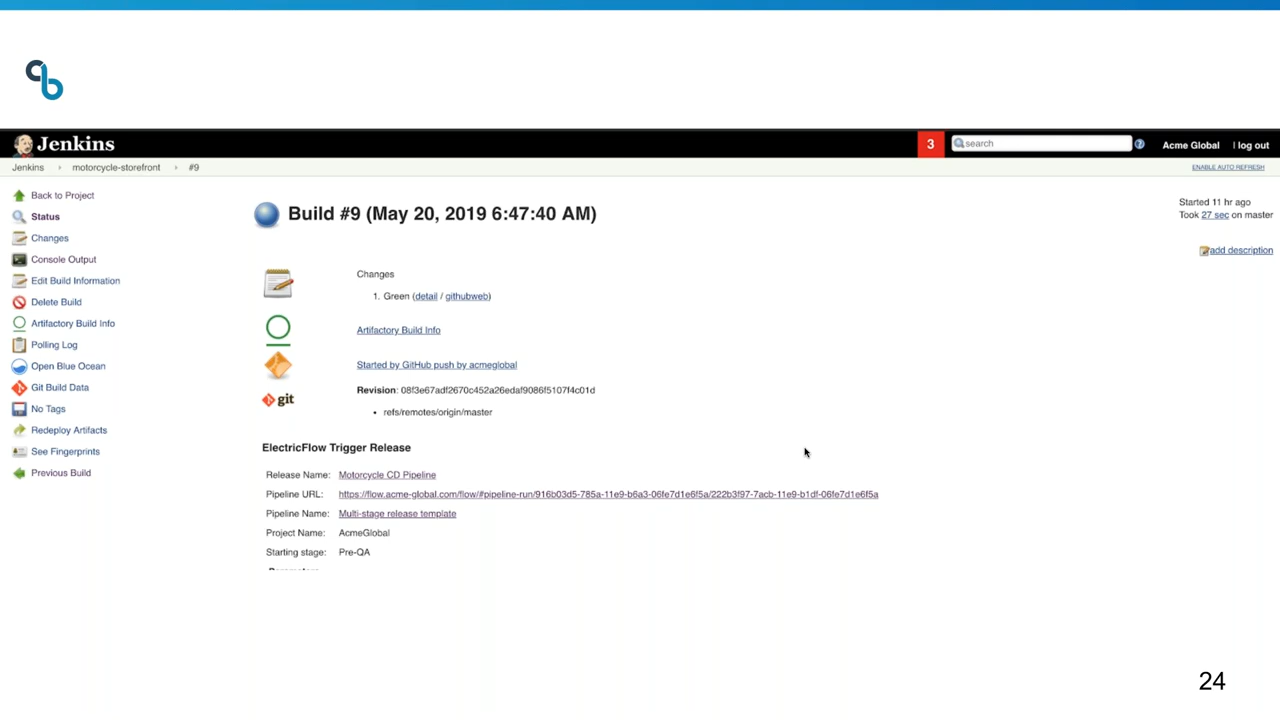 Jenkins
3
search
Acme Global | log out
Jenkins › motorcycle-storefront › #9
ENABLE AUTO REFRESH
Back to Project
Status
Changes
Console Output
Edit Build Information
Delete Build
Artifactory Build Info
Polling Log
Open Blue Ocean
Git Build Data
No Tags
Redeploy Artifacts
See Fingerprints
Previous Build
Build #9 (May 20, 2019 6:47:40 AM)
Started 11 hr ago
Took 27 sec on master
add description
Changes
1. Green (detail / githubweb)
Artifactory Build Info
Started by GitHub push by acmeglobal
git
Revision: 08f3e67adf2670c452a26edaf9086f5107f4c01d
• refs/remotes/origin/master
ElectricFlow Trigger Release
Release Name: Motorcycle CD Pipeline
Pipeline URL: https://flow.acme-global.com/flow/#pipeline-run/916b03d5-785a-11e9-b6a3-06fe7d1e6f5a/222b3f97-7acb-11e9-b1df-06fe7d1e6f5a
Pipeline Name: Multi-stage release template
Project Name: AcmeGlobal
Starting stage: Pre-QA
24